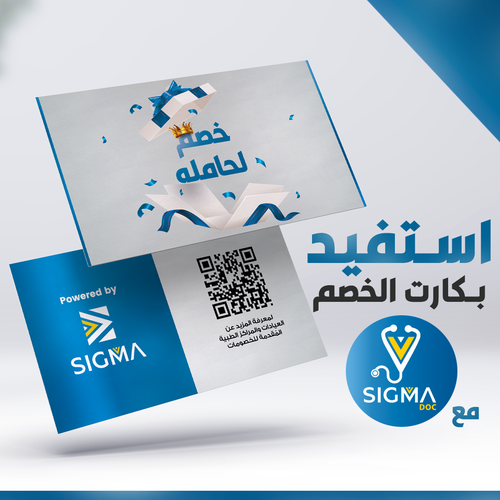 خصم
لحامله
استفيد
بكارت الخصم
Powered by
SIGMA
لمعرفة المزيد عن
العيادات والمراكز الطبية
المقدمة للخصومات
SIGMA
DOC
مع